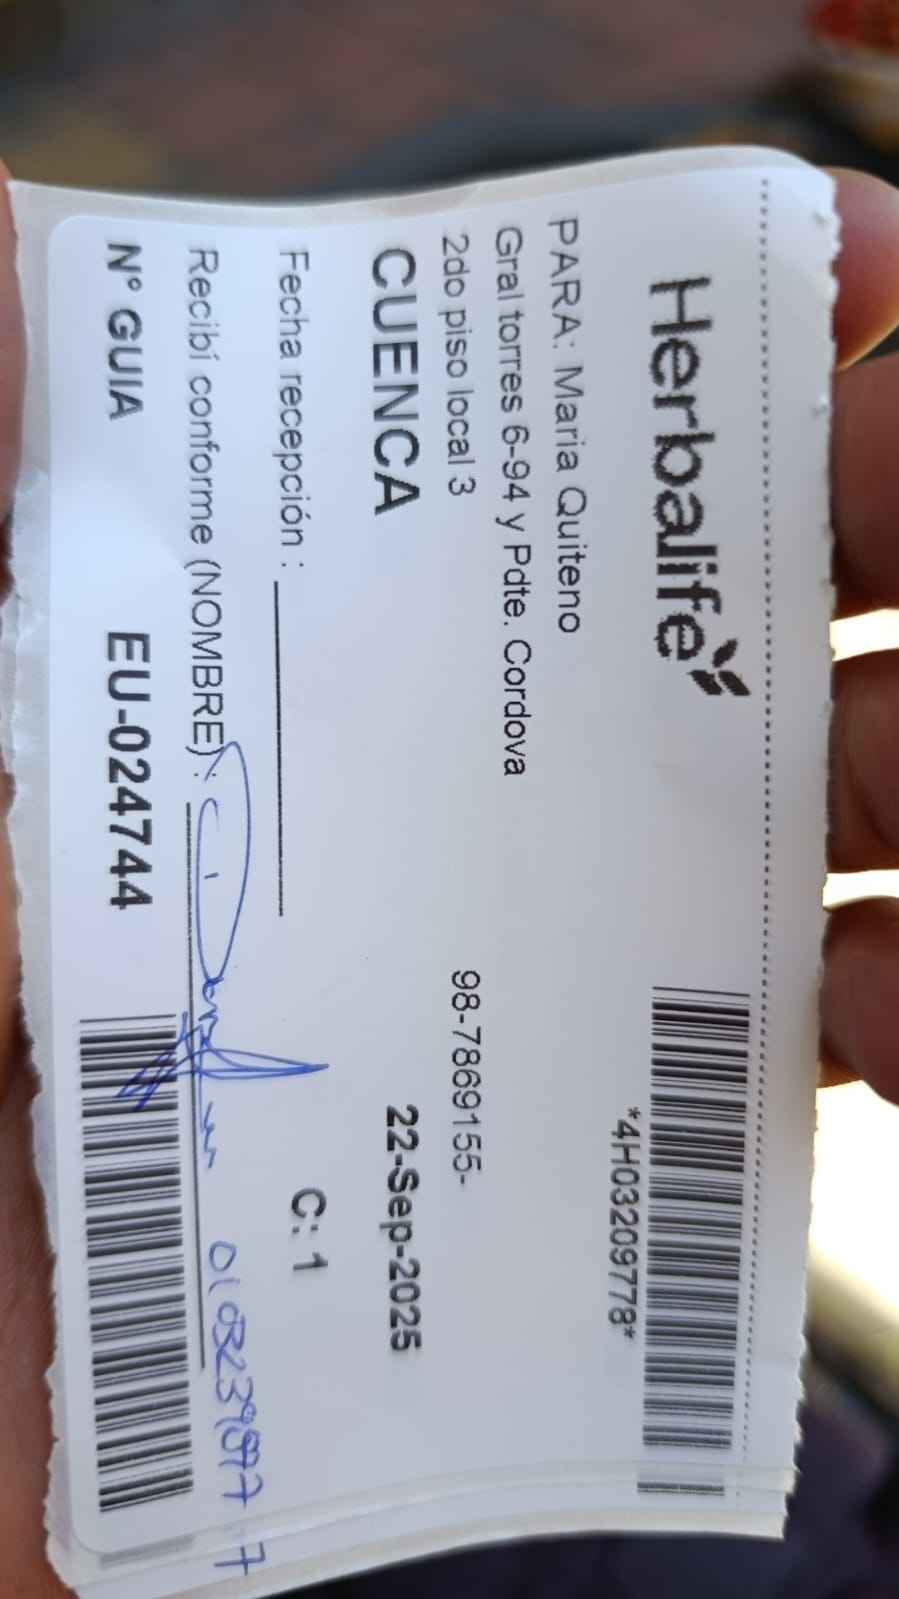 Herbalife
*4H03209778*
PARA: Maria Quiteno
Gral torres 6-94 y Pdte. Cordova
2do piso local 3
98-7869155-
CUENCA
22-Sep-2025
Fecha recepción :
C: 1
Recibí conforme (NOMBRE) :
Nº GUIA
EU-024744